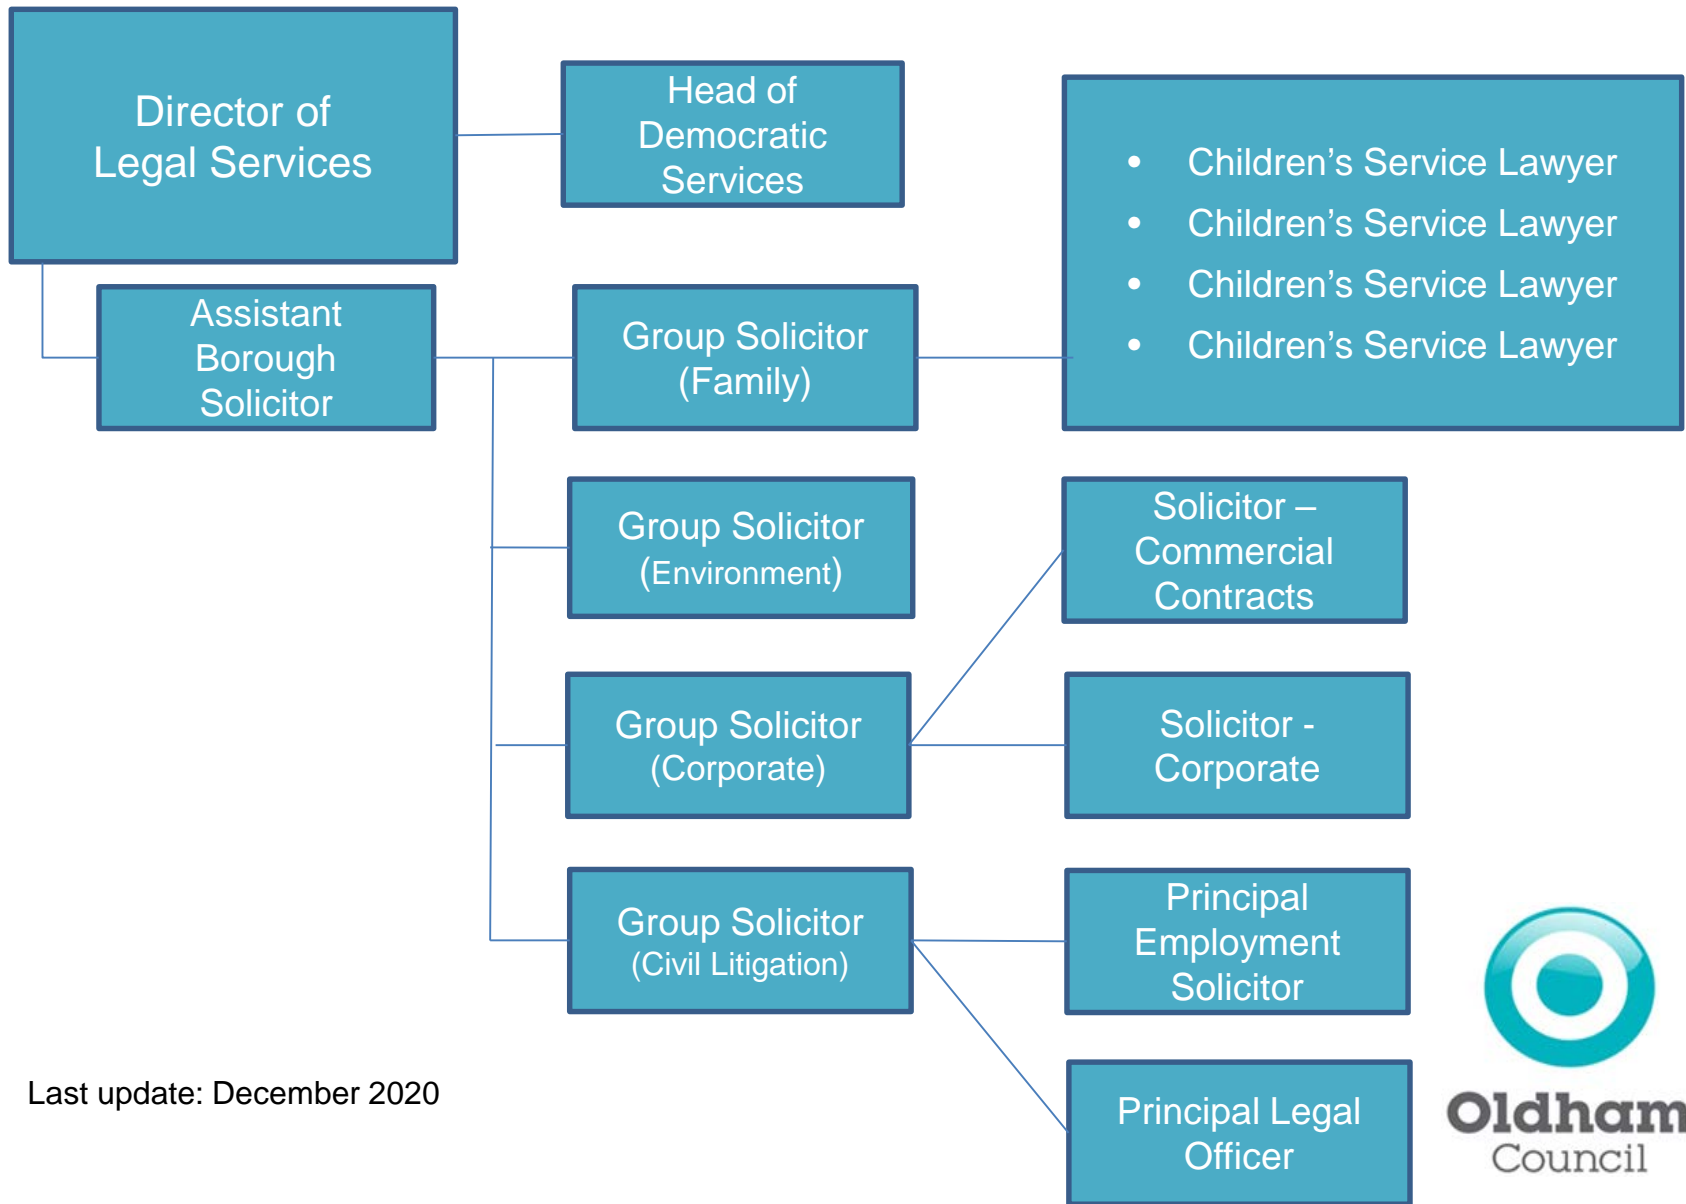 Director of
Legal Services
Head of
Democratic
Services
• Children’s Service Lawyer
• Children’s Service Lawyer
• Children’s Service Lawyer
• Children’s Service Lawyer
Assistant
Borough
Solicitor
Group Solicitor
(Family)
Group Solicitor
(Environment)
Solicitor –
Commercial
Contracts
Group Solicitor
(Corporate)
Solicitor -
Corporate
Group Solicitor
(Civil Litigation)
Principal
Employment
Solicitor
Principal Legal
Officer
Last update: December 2020
Oldham
Council